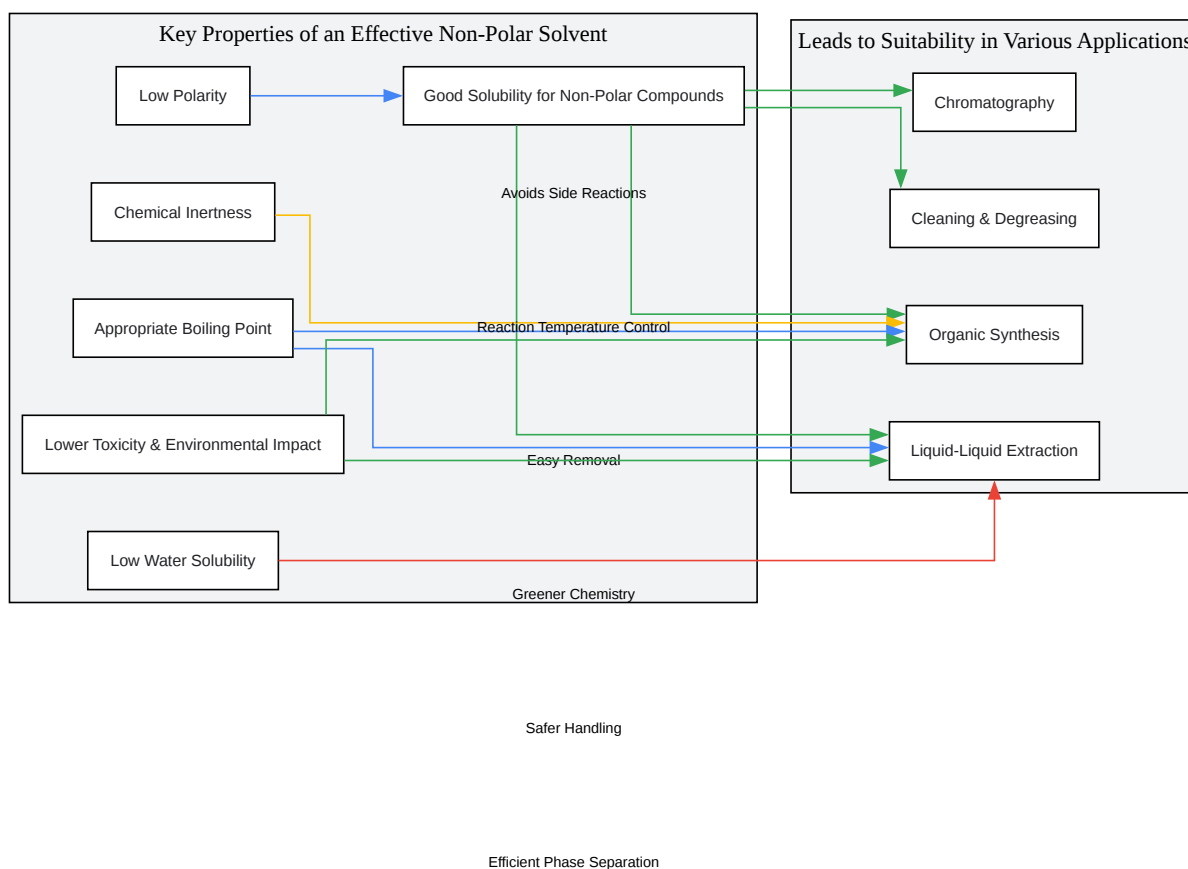 Key Properties of an Effective Non-Polar Solvent
Leads to Suitability in Various Applications
Low Polarity
Good Solubility for Non-Polar Compounds
Chromatography
Avoids Side Reactions
Chemical Inertness
Cleaning & Degreasing
Appropriate Boiling Point
Reaction Temperature Control
Organic Synthesis
Lower Toxicity & Environmental Impact
Easy Removal
Liquid-Liquid Extraction
Low Water Solubility
Greener Chemistry
Safer Handling
Efficient Phase Separation